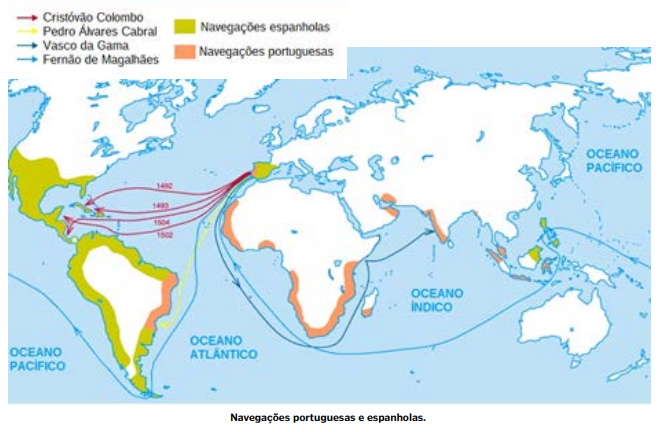 Cristóvão Colombo
Pedro Álvares Cabral
Vasco da Gama
Fernão de Magalhães
Navegações espanholas
Navegações portuguesas
OCEANO
PACÍFICO
1492
1493
1504
1502
OCEANO
ÍNDICO
OCEANO
ATLÂNTICO
OCEANO
PACÍFICO
Navegações portuguesas e espanholas.